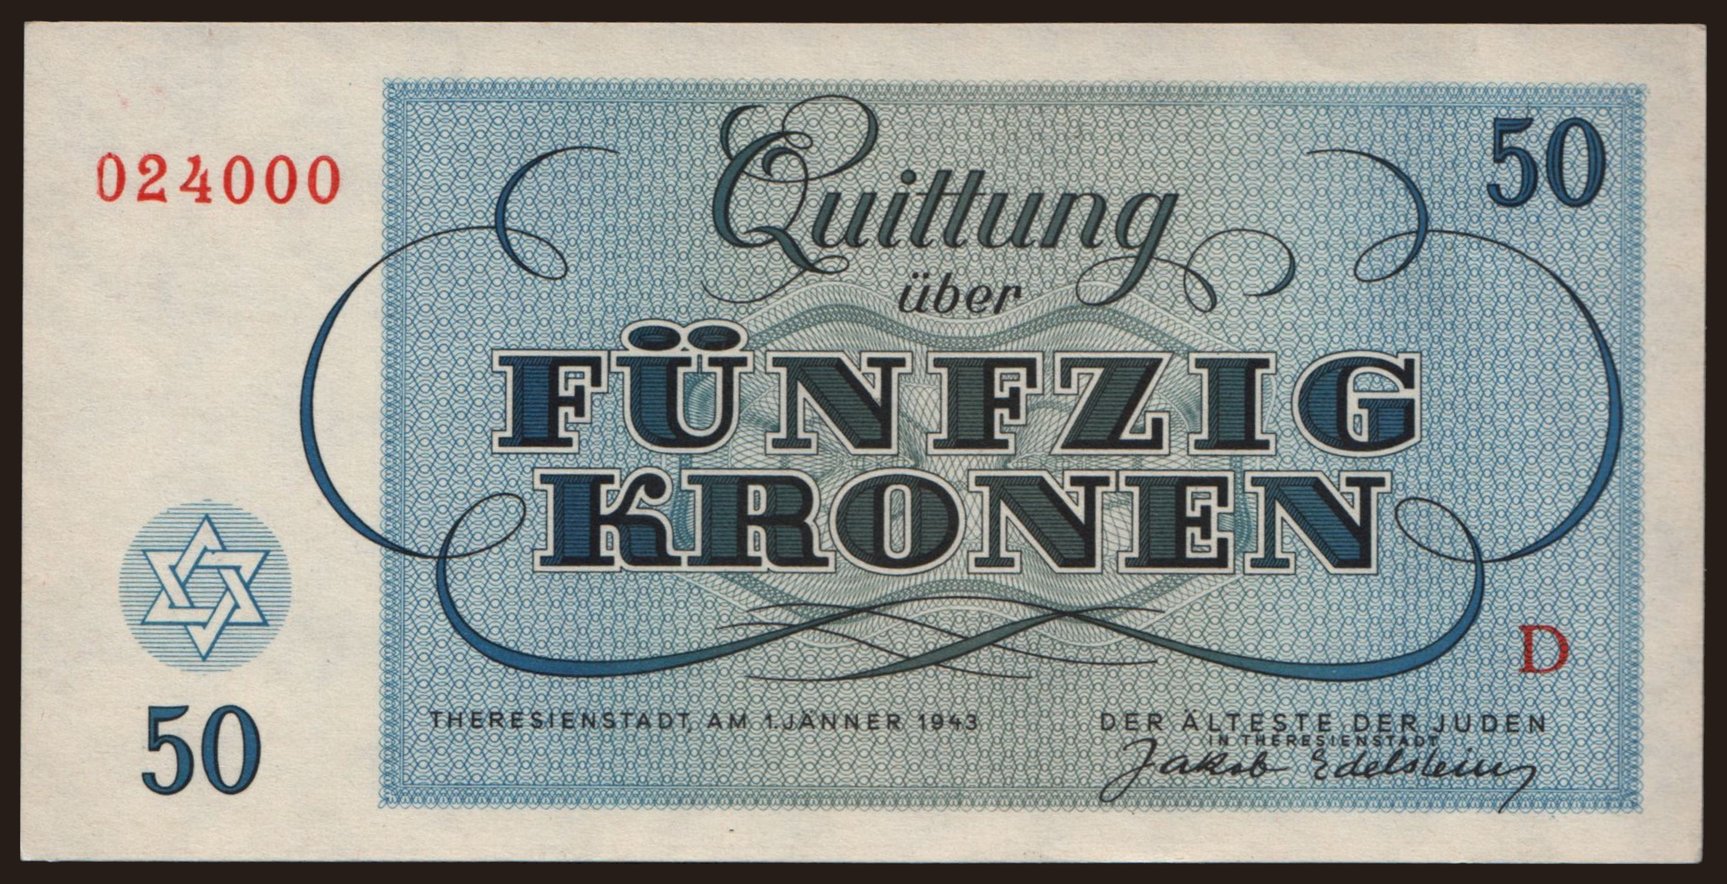 024000
50
Quittung
über
FÜNFZIG
KRONEN
D
50
THERESIENSTADT, AM 1. JÄNNER 1943
DER ÄLTESTE DER JUDEN
IN THERESIENSTADT
Jakob Edelstein